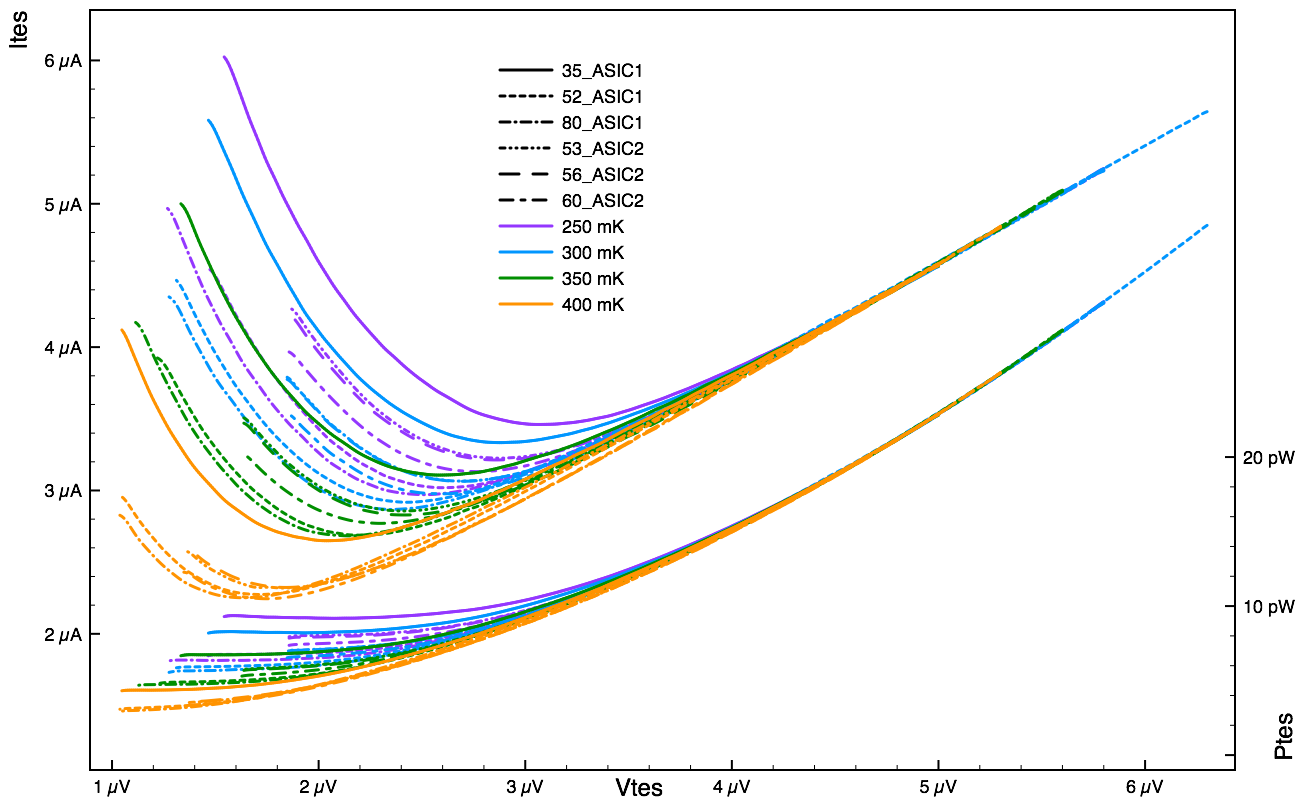 Ites
6 µA
5 µA
4 µA
3 µA
2 µA
35_ASIC1
52_ASIC1
80_ASIC1
53_ASIC2
56_ASIC2
60_ASIC2
250 mK
300 mK
350 mK
400 mK
20 pW
10 pW
Ptes
1 µV
2 µV
3 µV
Vtes
4 µV
5 µV
6 µV